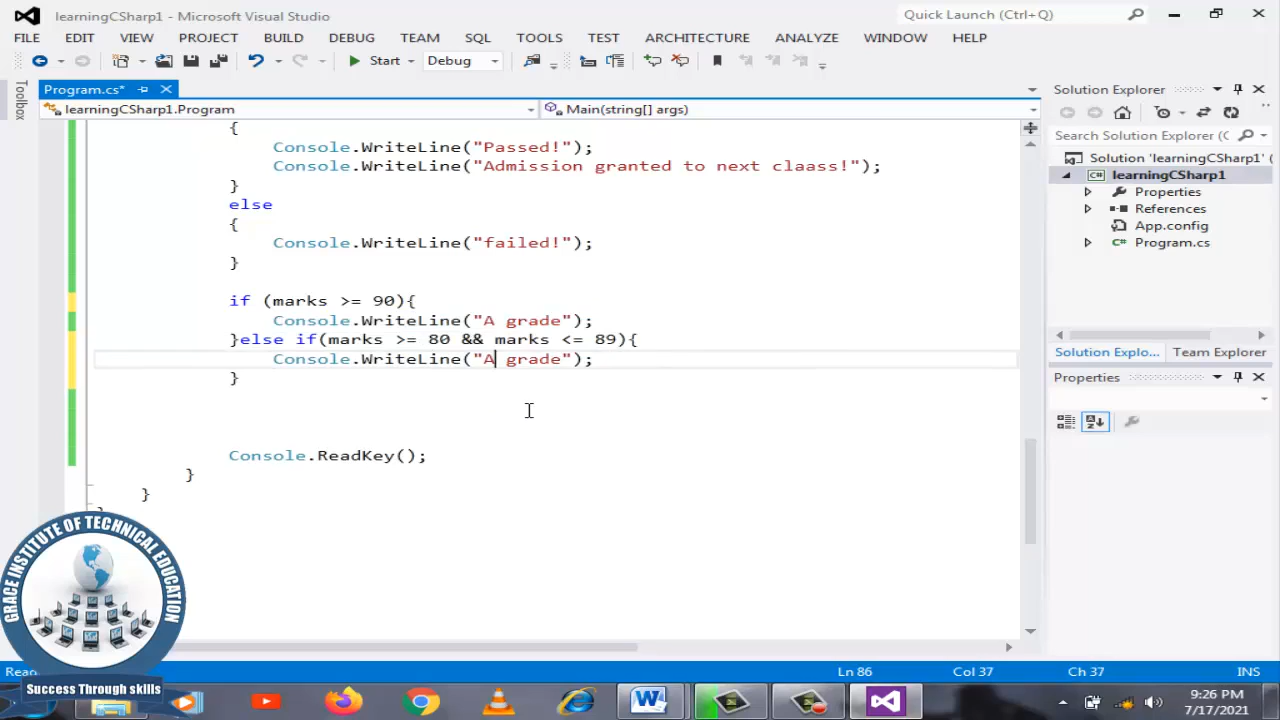 learningCSharp1 - Microsoft Visual Studio
Quick Launch (Ctrl+Q)
FILE EDIT VIEW PROJECT BUILD DEBUG TEAM SQL TOOLS TEST ARCHITECTURE ANALYZE WINDOW HELP
Start Debug
Toolbox
Program.cs*
learningCSharp1.Program
Main(string[] args)
{
Console.WriteLine("Passed!");
Console.WriteLine("Admission granted to next claass!");
}
else
{
Console.WriteLine("failed!");
}
if (marks >= 90){
Console.WriteLine("A grade");
}else if(marks >= 80 && marks <= 89){
Console.WriteLine("A grade");
}
Console.ReadKey();
}
}
}
Solution Explorer
Search Solution Explorer (C
Solution 'learningCSharp1' (
C# learningCSharp1
Properties
References
App.config
C# Program.cs
Solution Explo... Team Explorer
Properties
GRACE INSTITUTE OF TECHNICAL EDUCATION
Success Through skills
Rea
Ln 86 Col 37 Ch 37 INS
9:26 PM
7/17/2021